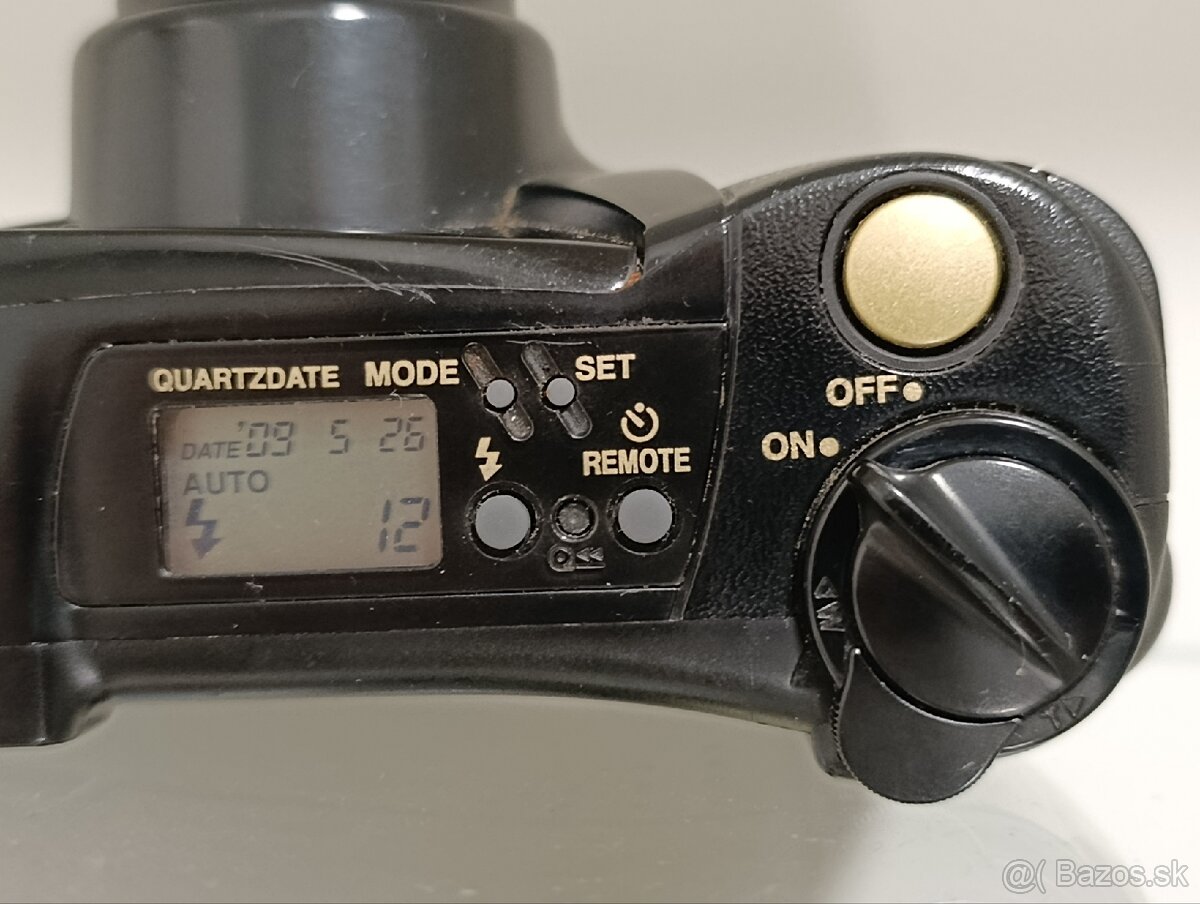 QUARTZDATE MODE SET
DATE '09 5 26
AUTO
12
REMOTE
OFF
ON
W
@( Bazos.sk